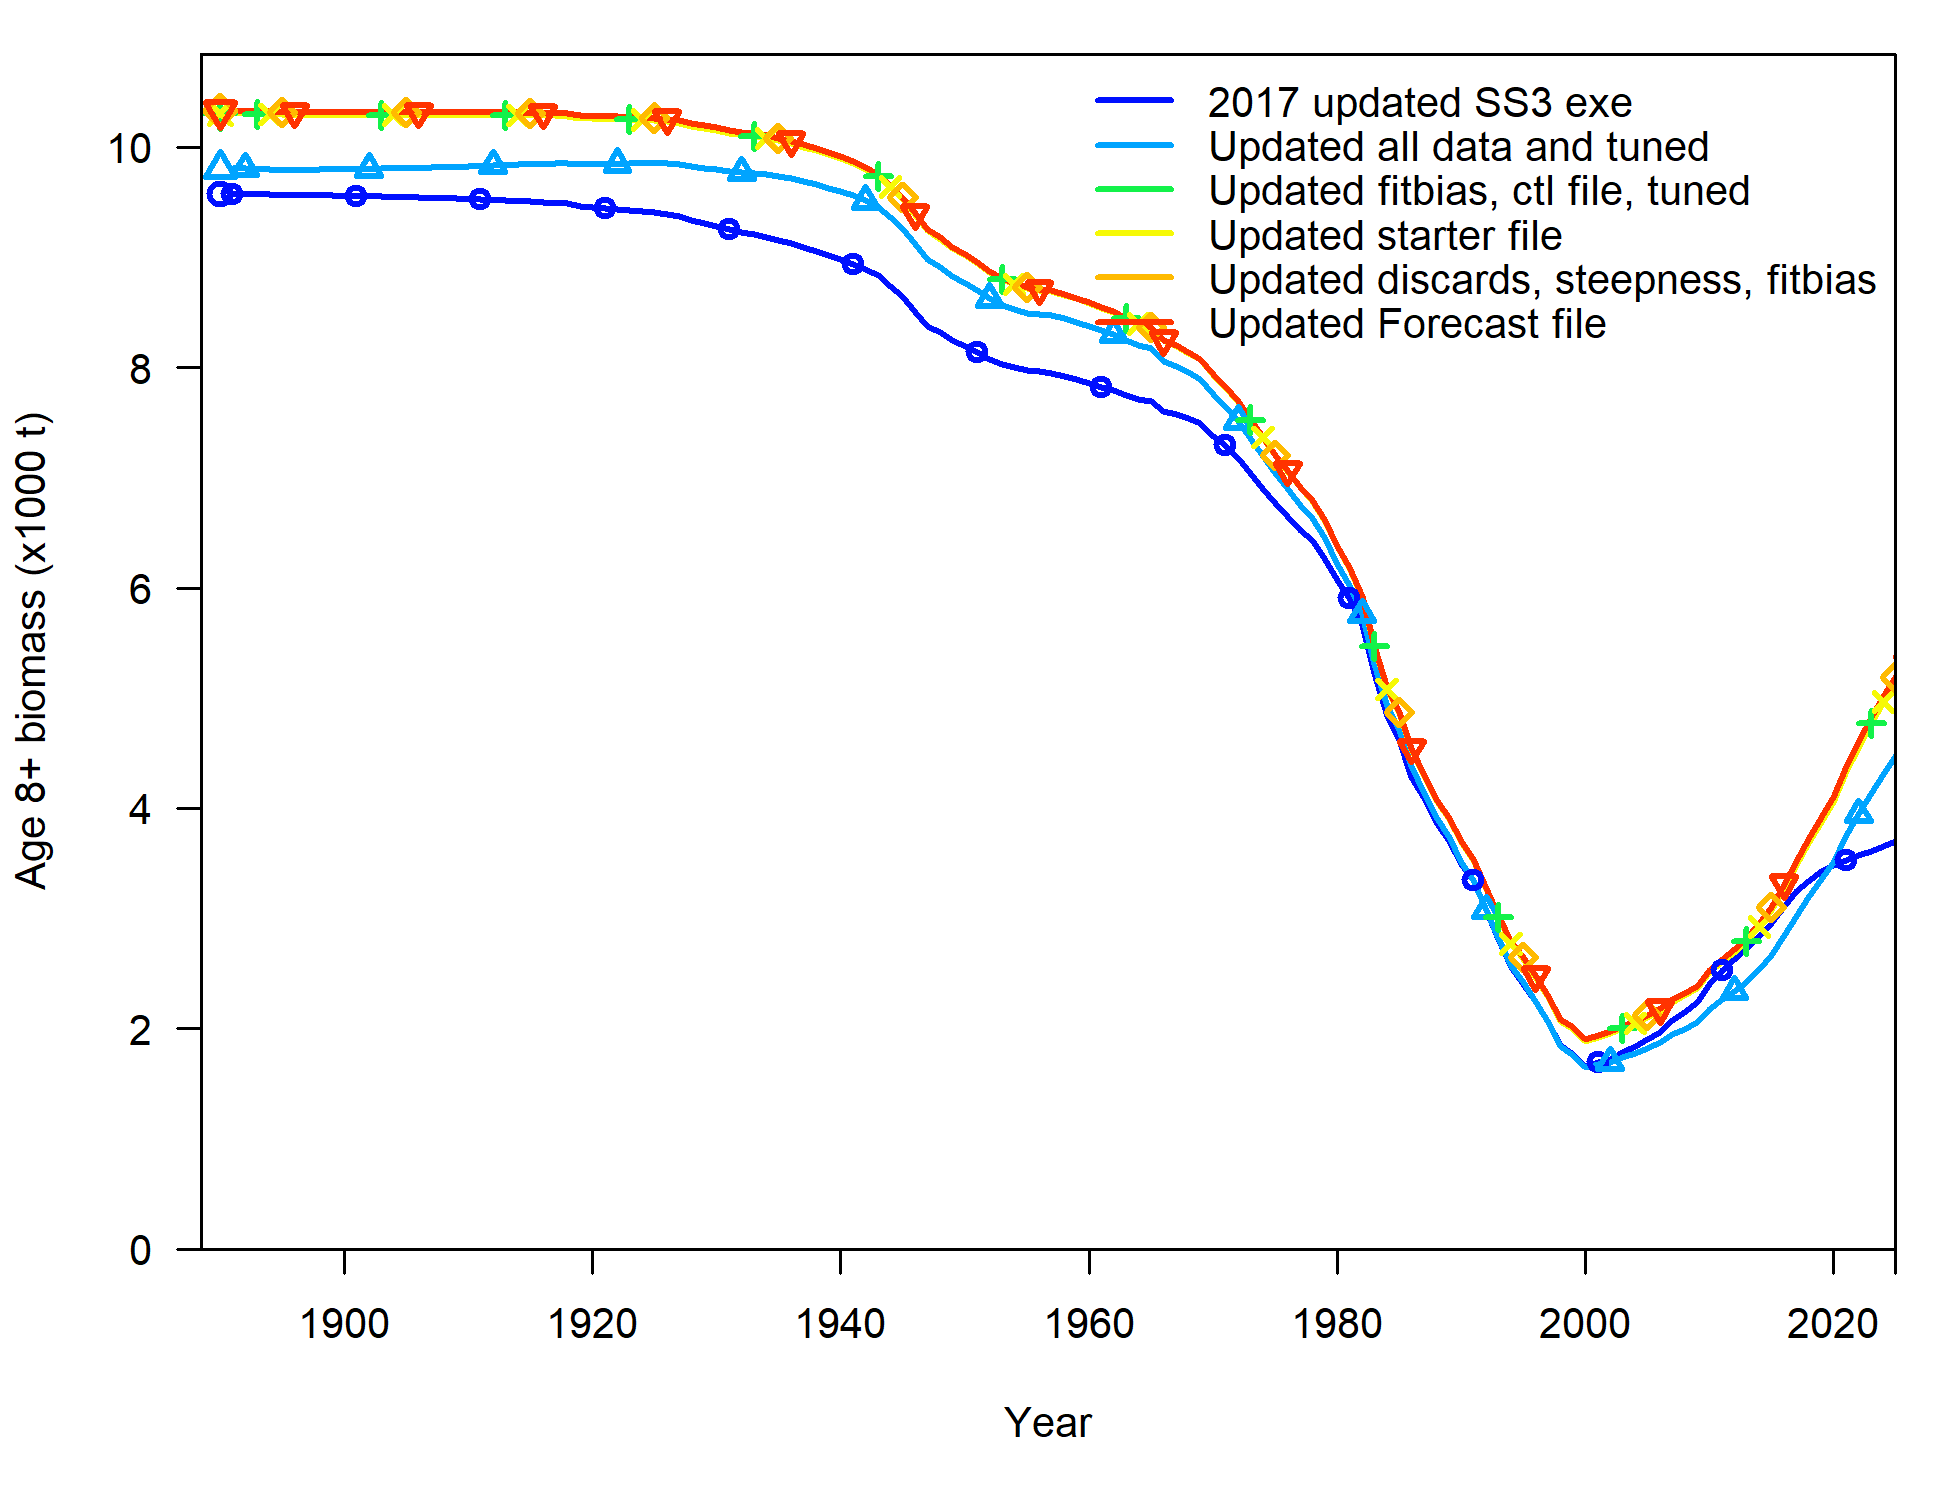 2017 updated SS3 exe
Updated all data and tuned
Updated fitbias, ctl file, tuned
Updated starter file
Updated discards, steepness, fitbias
Updated Forecast file
10
8
6
4
2
0
Age 8+ biomass (x1000 t)
1900 1920 1940 1960 1980 2000 2020
Year